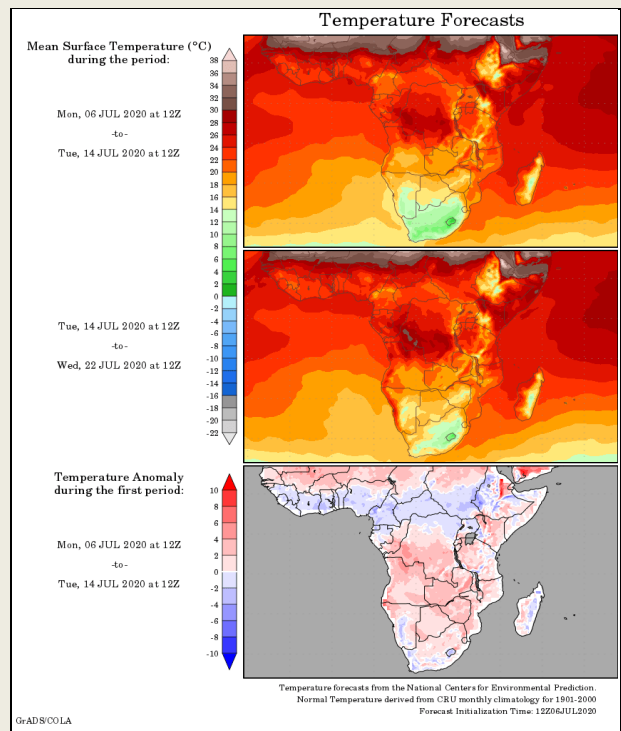 Temperature Forecasts
Mean Surface Temperature (°C)
during the period:
38
36
34
32
30
28
26
24
22
20
18
16
14
12
10
8
6
4
2
0
-2
-4
-6
-8
-10
-12
-14
-16
-18
-20
-22
Mon, 06 JUL 2020 at 12Z
-to-
Tue, 14 JUL 2020 at 12Z
Tue, 14 JUL 2020 at 12Z
-to-
Wed, 22 JUL 2020 at 12Z
Temperature Anomaly
during the first period:
10
8
6
4
2
0
-2
-4
-6
-8
-10
Mon, 06 JUL 2020 at 12Z
-to-
Tue, 14 JUL 2020 at 12Z
Temperature forecasts from the National Centers for Environmental Prediction.
Normal Temperature derived from CRU monthly climatology for 1901-2000
Forecast Initialization Time: 12Z06JUL2020
GrADS/COLA